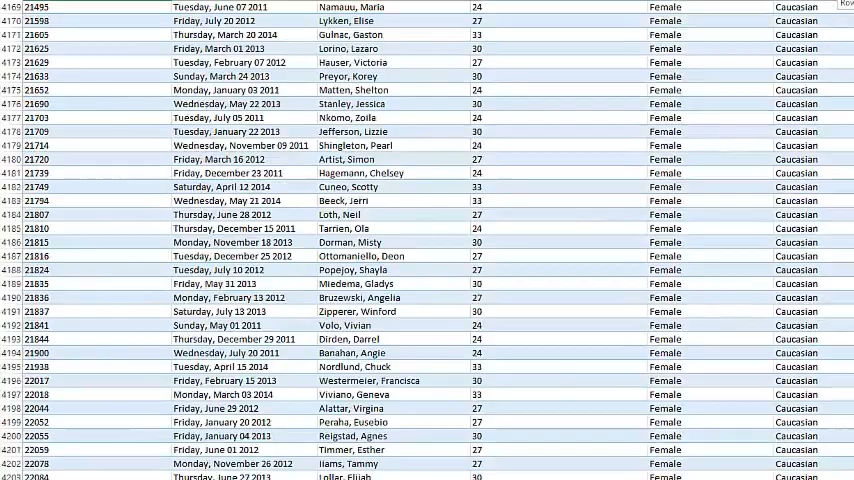 Row
4169 21495 Tuesday, June 07 2011 Namauu, Maria 24 Female Caucasian
4170 21598 Friday, July 20 2012 Lykken, Elise 27 Female Caucasian
4171 21605 Thursday, March 20 2014 Gulnac, Gaston 33 Female Caucasian
4172 21625 Friday, March 01 2013 Lorino, Lazaro 30 Female Caucasian
4173 21629 Tuesday, February 07 2012 Hauser, Victoria 27 Female Caucasian
4174 21633 Sunday, March 24 2013 Preyor, Korey 30 Female Caucasian
4175 21652 Monday, January 03 2011 Matten, Shelton 24 Female Caucasian
4176 21690 Wednesday, May 22 2013 Stanley, Jessica 30 Female Caucasian
4177 21703 Tuesday, July 05 2011 Nkomo, Zoila 24 Female Caucasian
4178 21709 Tuesday, January 22 2013 Jefferson, Lizzie 30 Female Caucasian
4179 21714 Wednesday, November 09 2011 Shingleton, Pearl 24 Female Caucasian
4180 21720 Friday, March 16 2012 Artist, Simon 27 Female Caucasian
4181 21739 Friday, December 23 2011 Hagemann, Chelsey 24 Female Caucasian
4182 21749 Saturday, April 12 2014 Cuneo, Scotty 33 Female Caucasian
4183 21794 Wednesday, May 21 2014 Beeck, Jerri 33 Female Caucasian
4184 21807 Thursday, June 28 2012 Loth, Neil 27 Female Caucasian
4185 21810 Thursday, December 15 2011 Tarrien, Ola 24 Female Caucasian
4186 21815 Monday, November 18 2013 Dorman, Misty 30 Female Caucasian
4187 21816 Tuesday, December 25 2012 Ottomaniello, Deon 27 Female Caucasian
4188 21824 Tuesday, July 10 2012 Popejoy, Shayla 27 Female Caucasian
4189 21835 Friday, May 31 2013 Miedema, Gladys 30 Female Caucasian
4190 21836 Monday, February 13 2012 Bruzewski, Angelia 27 Female Caucasian
4191 21837 Saturday, July 13 2013 Zipperer, Winford 30 Female Caucasian
4192 21841 Sunday, May 01 2011 Volo, Vivian 24 Female Caucasian
4193 21844 Thursday, December 29 2011 Dirden, Darrel 24 Female Caucasian
4194 21900 Wednesday, July 20 2011 Banahan, Angie 24 Female Caucasian
4195 21938 Tuesday, April 15 2014 Nordlund, Chuck 33 Female Caucasian
4196 22017 Friday, February 15 2013 Westermeier, Francisca 30 Female Caucasian
4197 22018 Monday, March 03 2014 Viviano, Geneva 33 Female Caucasian
4198 22044 Friday, June 29 2012 Alattar, Virgina 27 Female Caucasian
4199 22052 Friday, January 20 2012 Peraha, Eusebio 27 Female Caucasian
4200 22055 Friday, January 04 2013 Reigstad, Agnes 30 Female Caucasian
4201 22059 Friday, June 01 2012 Timmer, Esther 27 Female Caucasian
4202 22078 Monday, November 26 2012 Iiams, Tammy 27 Female Caucasian
4203 22084 Thursday, June 27 2013 Lollar, Elijah 30 Female Caucasian